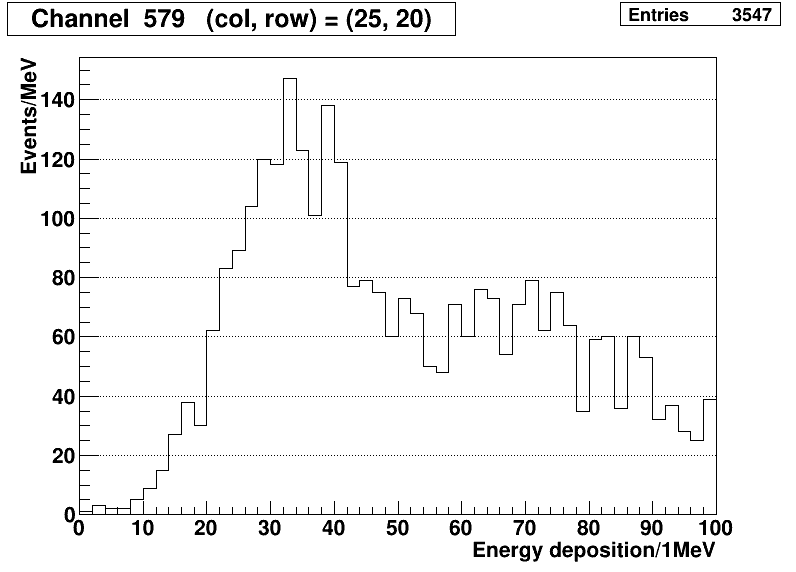 Channel 579 (col, row) = (25, 20)
Entries 3547
Events/MeV
140
120
100
80
60
40
20
0
0 10 20 30 40 50 60 70 80 90 100
Energy deposition/1MeV